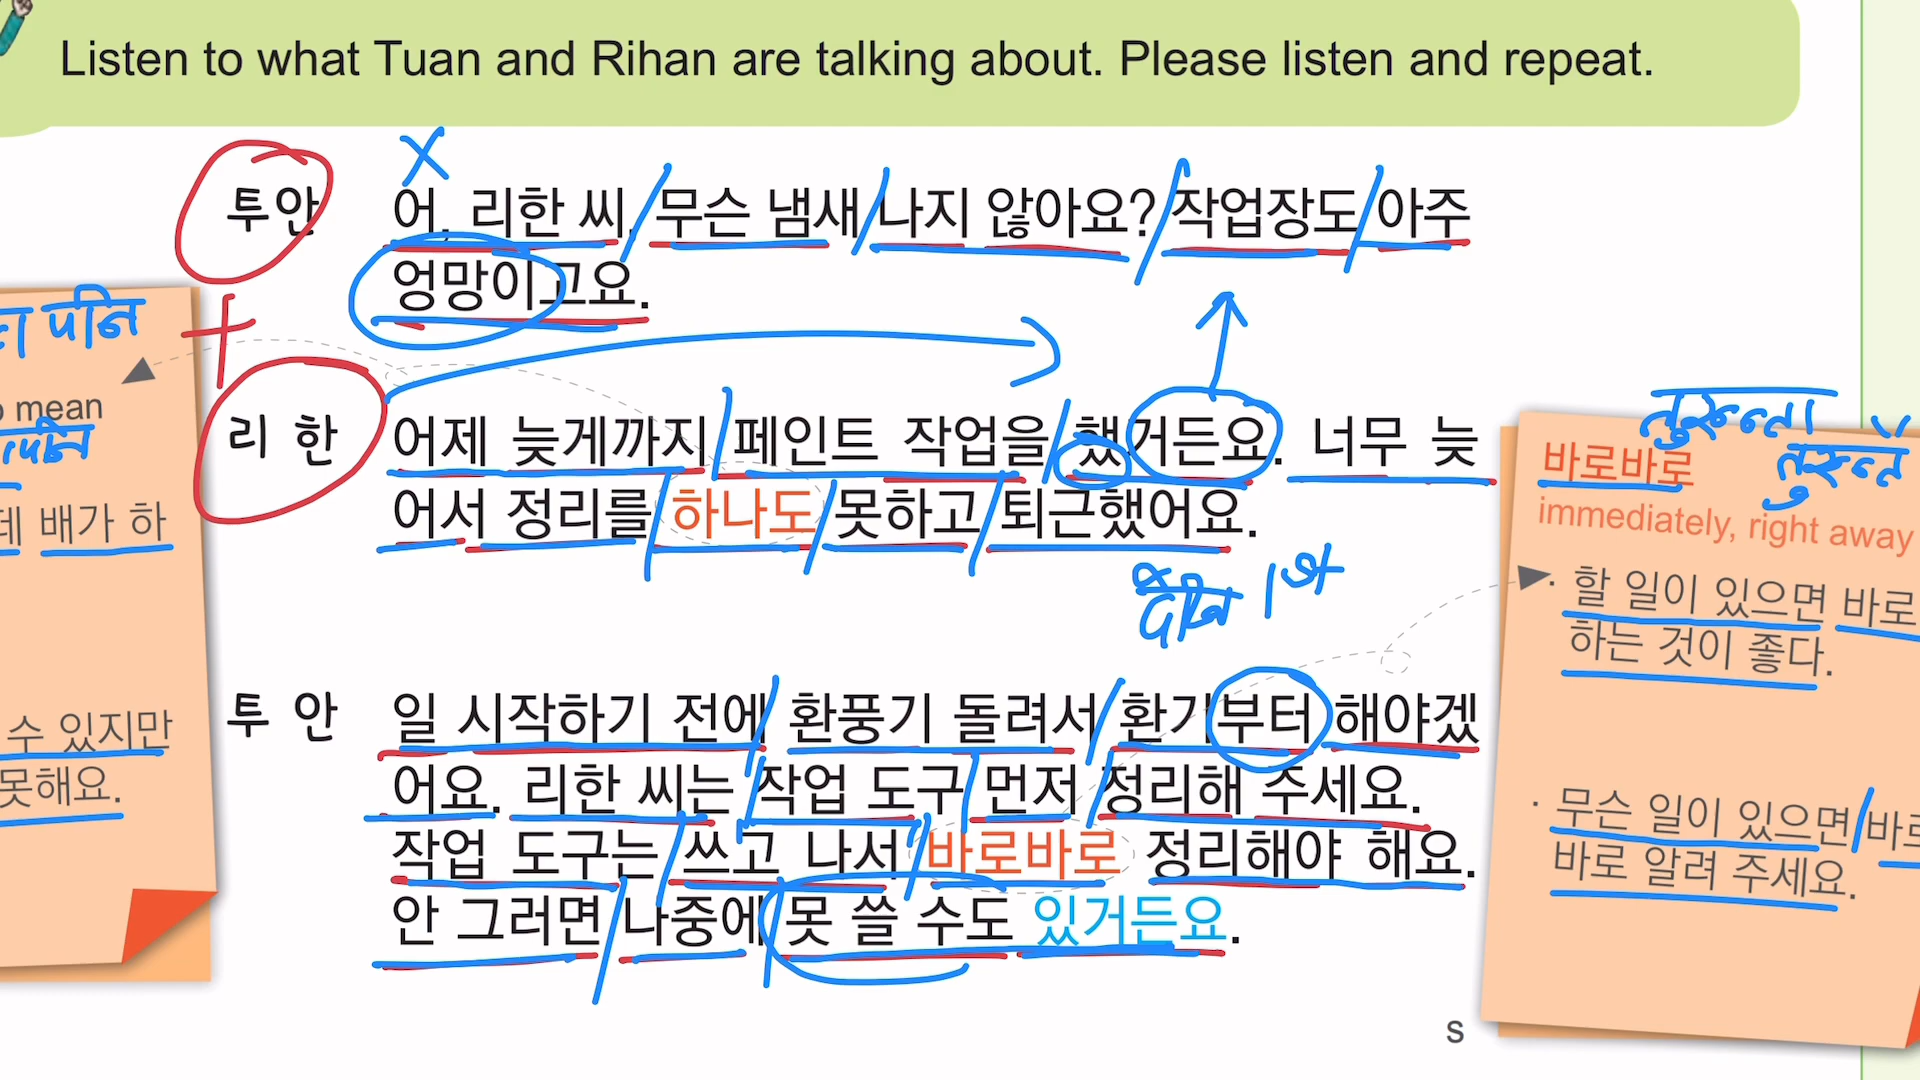 Listen to what Tuan and Rihan are talking about. Please listen and repeat.
투안 어, 리한 씨, 무슨 냄새 나지 않아요? 작업장도 아주
엉망이고요.
리 한 어제 늦게까지 페인트 작업을 했거든요. 너무 늦
어서 정리를 하나도 못하고 퇴근했어요.
1st
투 안 일 시작하기 전에 환풍기 돌려서 환기부터 해야겠
어요. 리한 씨는 작업 도구 먼저 정리해 주세요.
작업 도구는 쓰고 나서 바로바로 정리해야 해요.
안 그러면 나중에 못 쓸 수도 있거든요.
पनि
mean
पनि
데 배가 하
수 있지만
못해요.
तुरुन्त
바로바로
immediately, right away
· 할 일이 있으면 바로
하는 것이 좋다.
· 무슨 일이 있으면 바로
바로 알려 주세요.
S